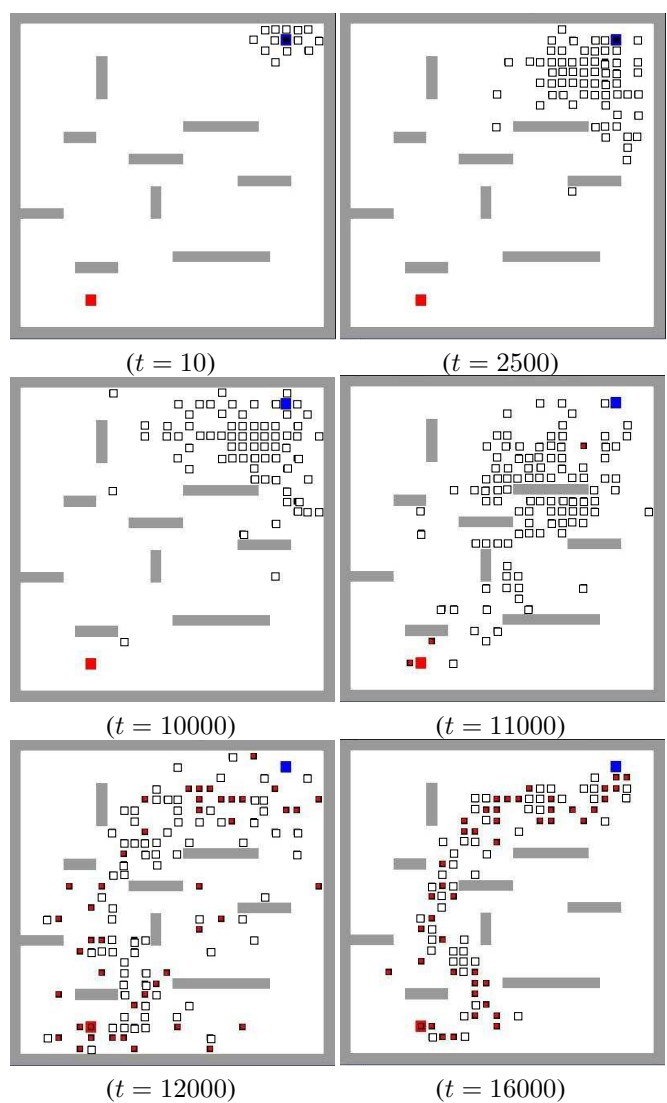 (t = 10)
(t = 2500)
(t = 10000)
(t = 11000)
(t = 12000)
(t = 16000)